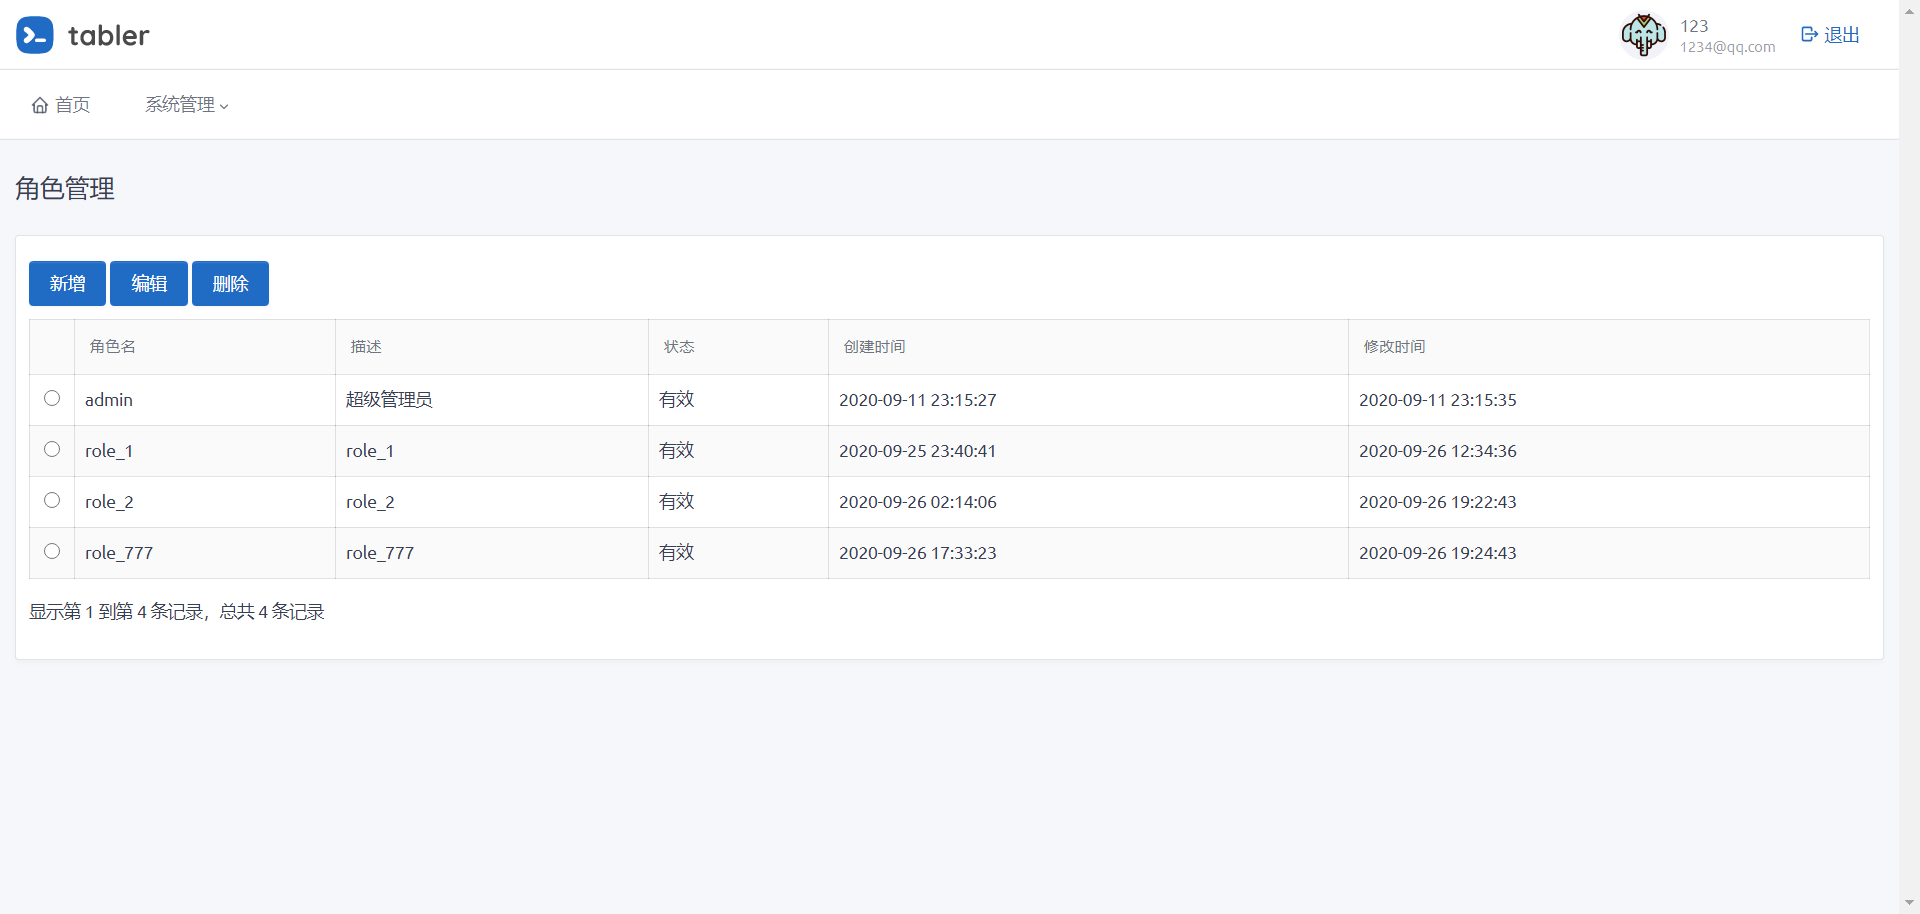 tabler
123
1234@qq.com
退出
首页 系统管理
角色管理
新增 编辑 删除
角色名 描述 状态 创建时间 修改时间
admin 超级管理员 有效 2020-09-11 23:15:27 2020-09-11 23:15:35
role_1 role_1 有效 2020-09-25 23:40:41 2020-09-26 12:34:36
role_2 role_2 有效 2020-09-26 02:14:06 2020-09-26 19:22:43
role_777 role_777 有效 2020-09-26 17:33:23 2020-09-26 19:24:43
显示第 1 到第 4 条记录，总共 4 条记录